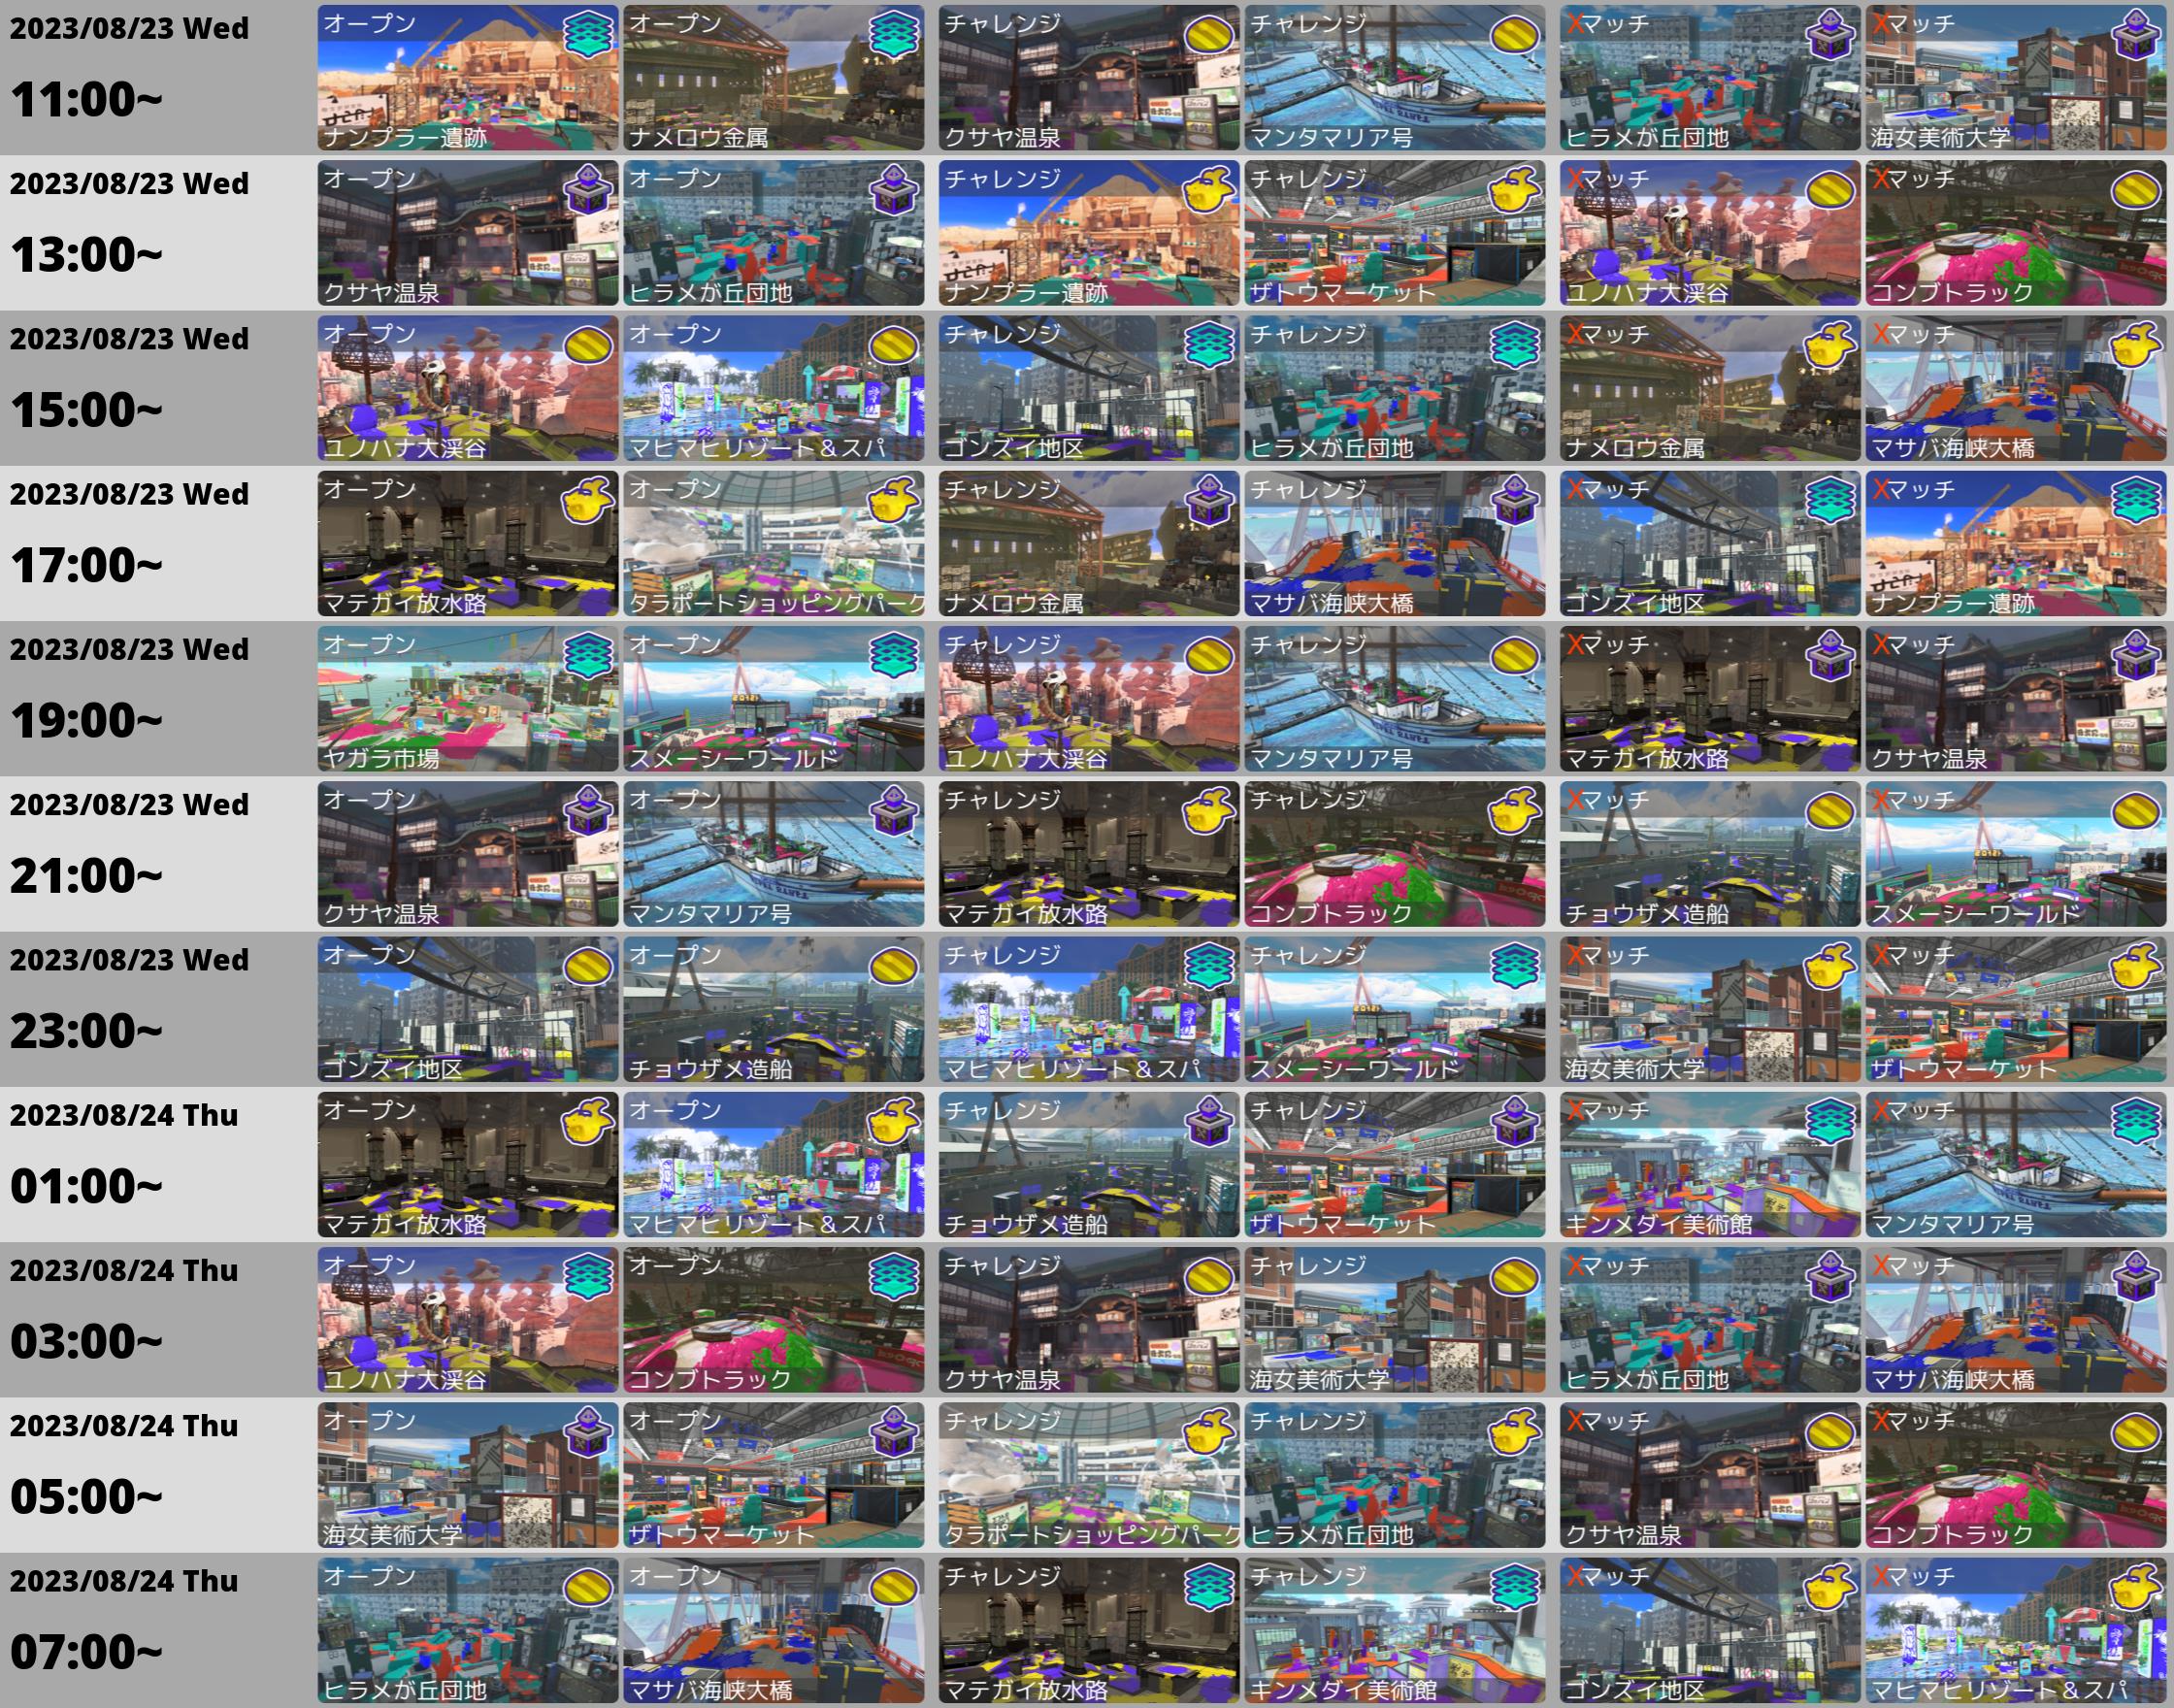 2023/08/23 Wed
11:00~
オープン
ナンプラー遺跡
オープン
ナメロウ金属
チャレンジ
クサヤ温泉
チャレンジ
マンタマリア号
Xマッチ
ヒラメが丘団地
Xマッチ
海女美術大学
2023/08/23 Wed
13:00~
オープン
クサヤ温泉
オープン
ヒラメが丘団地
チャレンジ
ナンプラー遺跡
チャレンジ
ザトウマーケット
Xマッチ
ユノハナ大渓谷
Xマッチ
コンブトラック
2023/08/23 Wed
15:00~
オープン
ユノハナ大渓谷
オープン
マヒマヒリゾート＆スパ
チャレンジ
ゴンズイ地区
チャレンジ
ヒラメが丘団地
Xマッチ
ナメロウ金属
Xマッチ
マサバ海峡大橋
2023/08/23 Wed
17:00~
オープン
マテガイ放水路
オープン
タラポートショッピングパーク
チャレンジ
ナメロウ金属
チャレンジ
マサバ海峡大橋
Xマッチ
ゴンズイ地区
Xマッチ
ナンプラー遺跡
2023/08/23 Wed
19:00~
オープン
ヤガラ市場
オープン
スメーシーワールド
チャレンジ
ユノハナ大渓谷
チャレンジ
マンタマリア号
Xマッチ
マテガイ放水路
Xマッチ
クサヤ温泉
2023/08/23 Wed
21:00~
オープン
クサヤ温泉
オープン
マンタマリア号
チャレンジ
マテガイ放水路
チャレンジ
コンブトラック
Xマッチ
チョウザメ造船
Xマッチ
スメーシーワールド
2023/08/23 Wed
23:00~
オープン
ゴンズイ地区
オープン
チョウザメ造船
チャレンジ
マヒマヒリゾート＆スパ
チャレンジ
スメーシーワールド
Xマッチ
海女美術大学
Xマッチ
ザトウマーケット
2023/08/24 Thu
01:00~
オープン
マテガイ放水路
オープン
マヒマヒリゾート＆スパ
チャレンジ
チョウザメ造船
チャレンジ
ザトウマーケット
Xマッチ
キンメダイ美術館
Xマッチ
マンタマリア号
2023/08/24 Thu
03:00~
オープン
ユノハナ大渓谷
オープン
コンブトラック
チャレンジ
クサヤ温泉
チャレンジ
海女美術大学
Xマッチ
ヒラメが丘団地
Xマッチ
マサバ海峡大橋
2023/08/24 Thu
05:00~
オープン
海女美術大学
オープン
ザトウマーケット
チャレンジ
タラポートショッピングパーク
チャレンジ
ヒラメが丘団地
Xマッチ
クサヤ温泉
Xマッチ
コンブトラック
2023/08/24 Thu
07:00~
オープン
ヒラメが丘団地
オープン
マサバ海峡大橋
チャレンジ
マテガイ放水路
チャレンジ
キンメダイ美術館
Xマッチ
ゴンズイ地区
Xマッチ
マヒマヒリゾート＆スパ